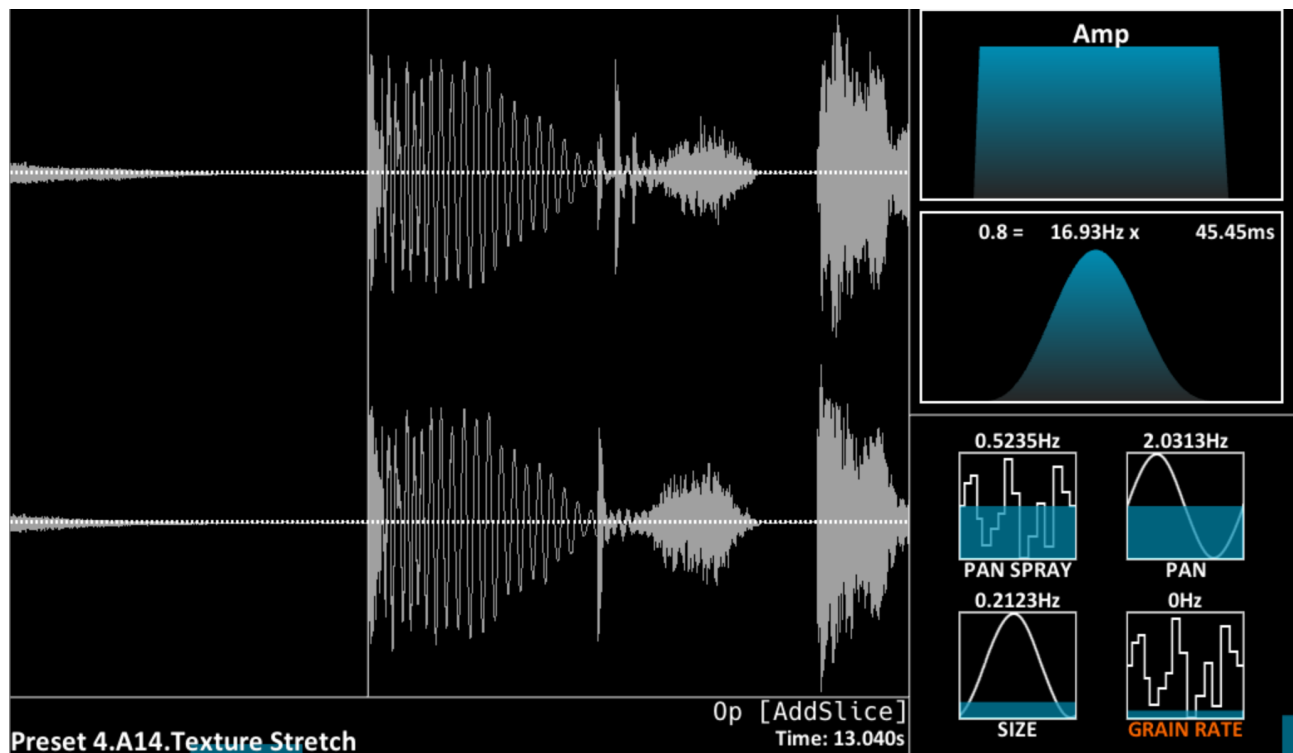 Amp
0.8 = 16.93Hz x 45.45ms
0.5235Hz
2.0313Hz
PAN SPRAY
PAN
0.2123Hz
0Hz
SIZE
GRAIN RATE
Op [AddSlice]
Preset 4.A14.Texture Stretch
Time: 13.040s